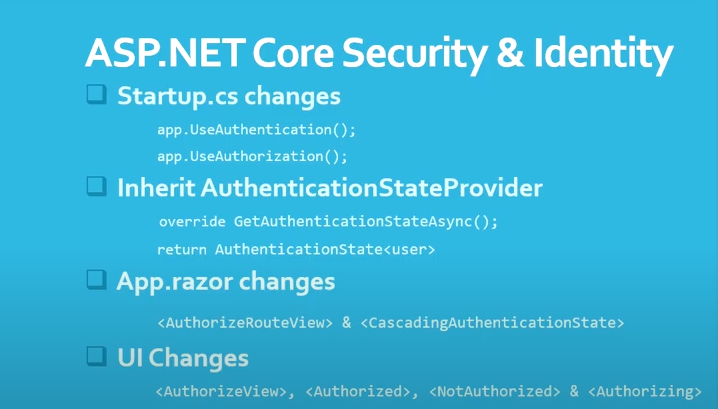 ASP.NET Core Security & Identity
Startup.cs changes
app.UseAuthentication();
app.UseAuthorization();
Inherit AuthenticationStateProvider
override GetAuthenticationStateAsync();
return AuthenticationState<user>
App.razor changes
<AuthorizeRouteView> & <CascadingAuthenticationState>
UI Changes
<AuthorizeView>, <Authorized>, <NotAuthorized> & <Authorizing>